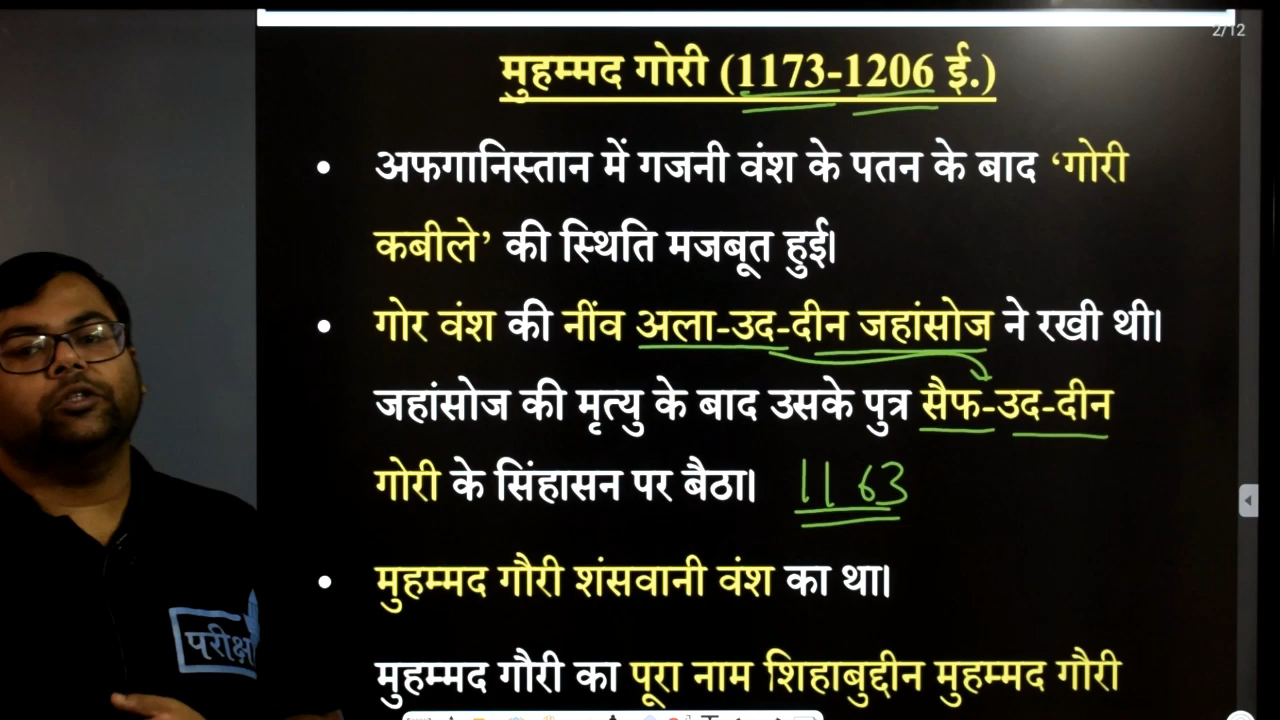 2/12
मुहम्मद गोरी (1173-1206 ई.)
• अफगानिस्तान में गजनी वंश के पतन के बाद ‘गोरी
कबीले’ की स्थिति मजबूत हुई।
• गोर वंश की नींव अला-उद-दीन जहांसोज ने रखी थी।
जहांसोज की मृत्यु के बाद उसके पुत्र सैफ-उद-दीन
गोरी के सिंहासन पर बैठा। 1163
• मुहम्मद गौरी शंसवानी वंश का था।
परीक्षा
मुहम्मद गौरी का पूरा नाम शिहाबुद्दीन मुहम्मद गौरी